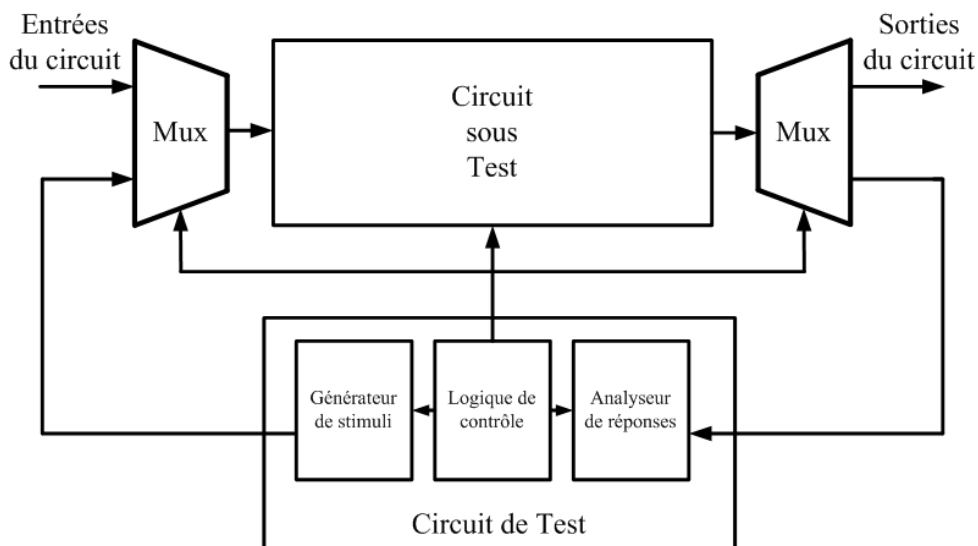 Entrées
du circuit
Sorties
du circuit
Mux
Circuit
sous
Test
Mux
Générateur
de stimuli
Logique de
contrôle
Analyseur
de réponses
Circuit de Test